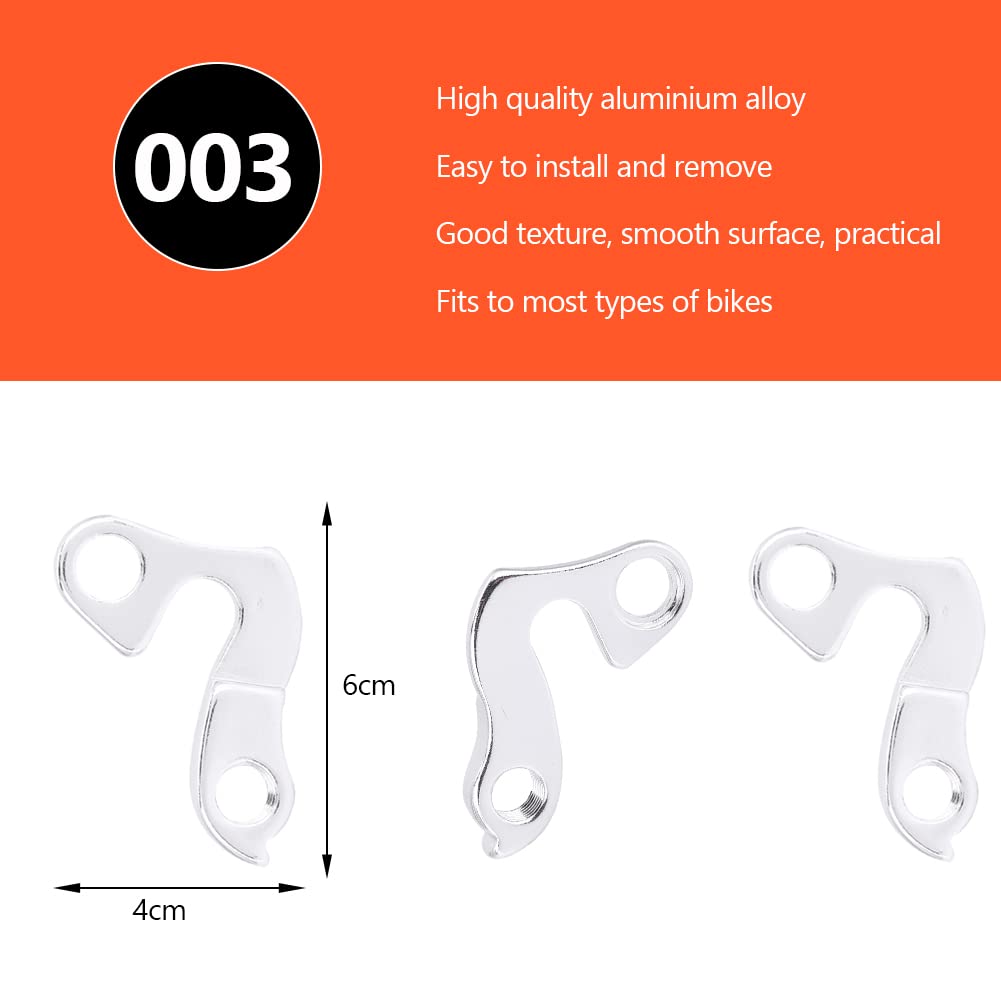 003
High quality aluminium alloy
Easy to install and remove
Good texture, smooth surface, practical
Fits to most types of bikes
6cm
4cm